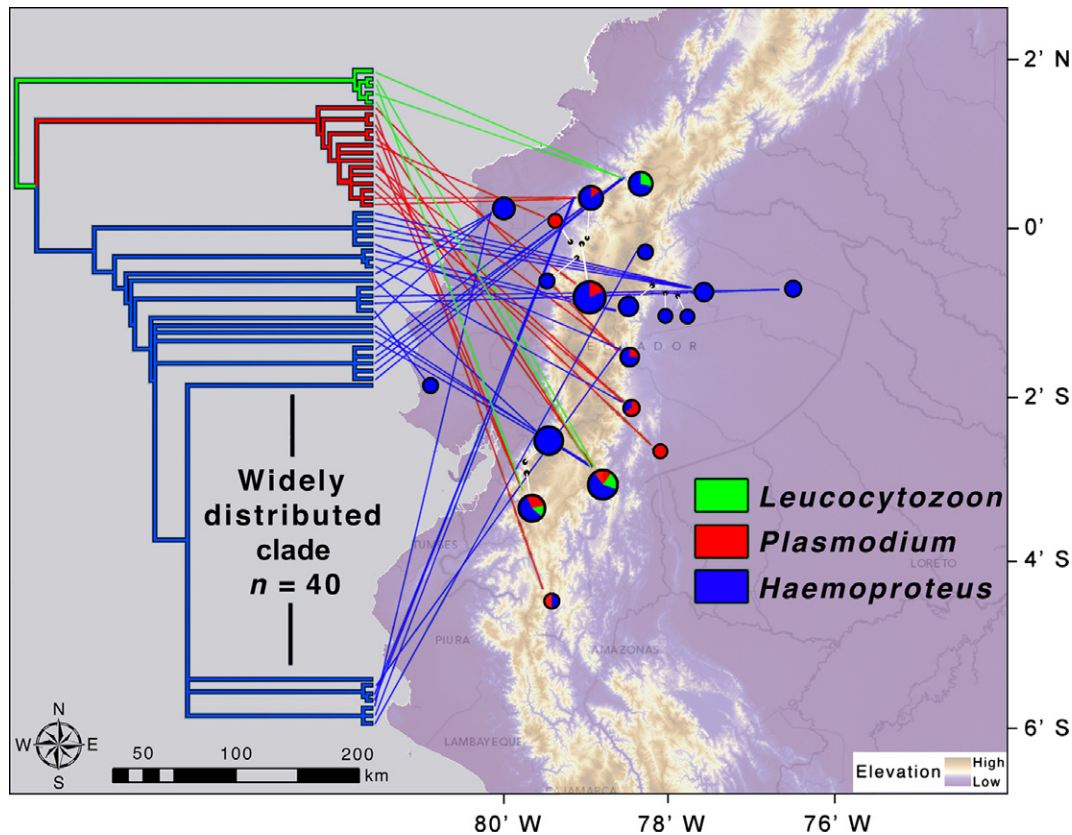 2' N
0'
2' S
4' S
6' S
80' W
78' W
76' W
E
ADOR
TUMBES
PIURA
LAMBAYEQUE
AMAZONAS
LORETO
Widely
distributed
clade
n = 40
Leucocytozoon
Plasmodium
Haemoproteus
N
W E
S
50 100 200
km
Elevation High
Low